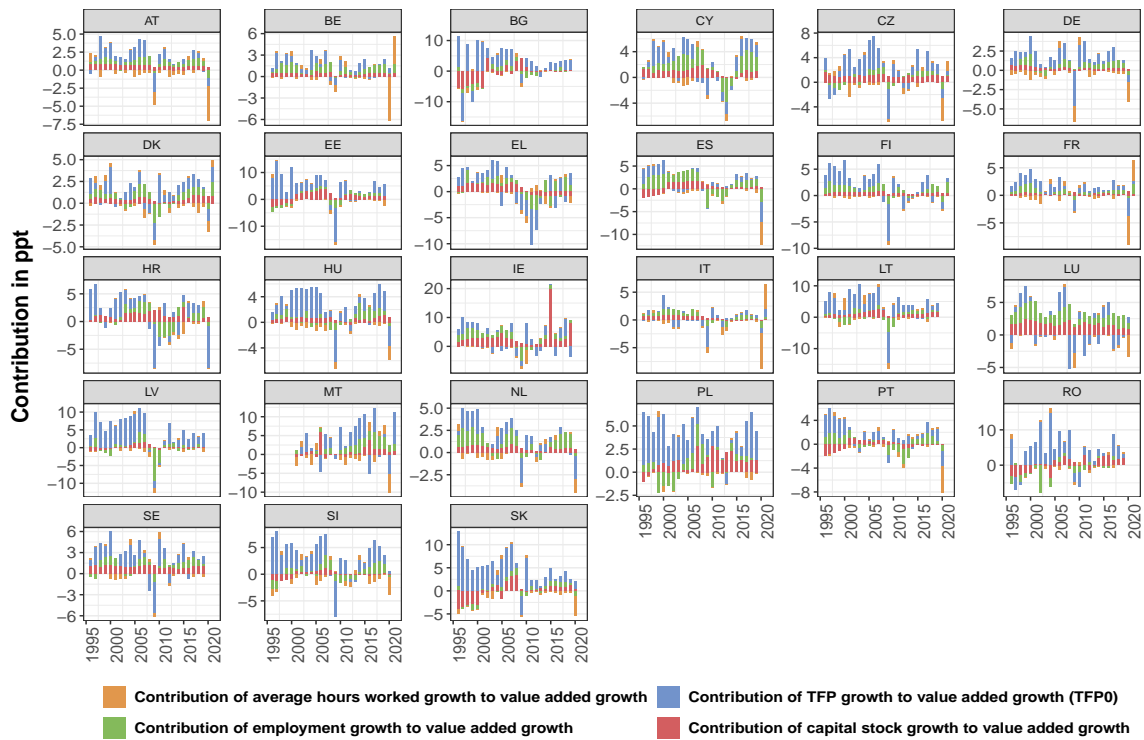 AT BE BG CY CZ DE
5.0 2.5 0.0 −2.5 −5.0 −7.5
6 3 0 −3 −6
10 0 −10
4 0 −4
8 4 0 −4
2.5 0.0 −2.5 −5.0
DK EE EL ES FI FR
5.0 2.5 0.0 −2.5 −5.0
10 0 −10
5 0 −5 −10
5 0 −5 −10
5 0 −5 −10
5 0 −5
Contribution in ppt
HR HU IE IT LT LU
5 0 −5
4 0 −4
20 10 0
5 0 −5
10 0 −10
5 0 −5
LV MT NL PL PT RO
10 5 0 −5 −10
10 5 0 −5 −10
5.0 2.5 0.0 −2.5
5.0 2.5 0.0 −2.5
4 0 −4 −8
10 0
1995 2000 2005 2010 2015 2020
1995 2000 2005 2010 2015 2020
1995 2000 2005 2010 2015 2020
SE SI SK
6 3 0 −3 −6
5 0 −5
10 5 0 −5
1995 2000 2005 2010 2015 2020
1995 2000 2005 2010 2015 2020
1995 2000 2005 2010 2015 2020
Contribution of average hours worked growth to value added growth
Contribution of TFP growth to value added growth (TFP0)
Contribution of employment growth to value added growth
Contribution of capital stock growth to value added growth